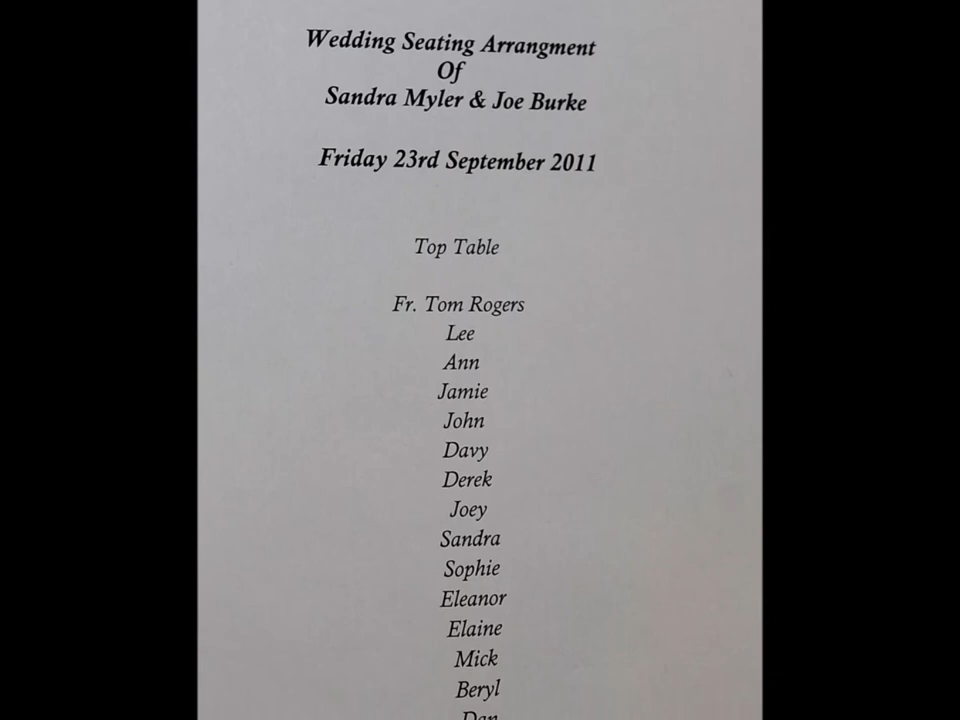 Wedding Seating Arrangment
Of
Sandra Myler & Joe Burke
Friday 23rd September 2011
Top Table
Fr. Tom Rogers
Lee
Ann
Jamie
John
Davy
Derek
Joey
Sandra
Sophie
Eleanor
Elaine
Mick
Beryl